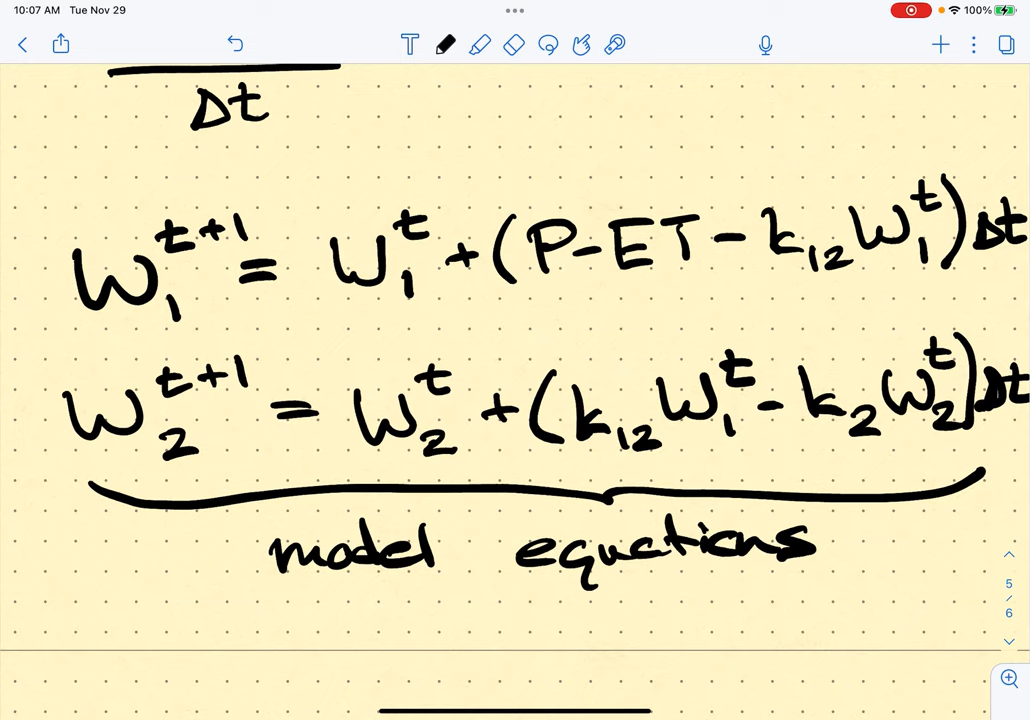 10:07 AM Tue Nov 29
100%
T
Δt
W₁ᵗ⁺¹ = W₁ᵗ + (P - ET - k₁₂W₁ᵗ)Δt
W₂ᵗ⁺¹ = W₂ᵗ + (k₁₂W₁ᵗ - k₂W₂ᵗ)Δt
model equations
5
/
6